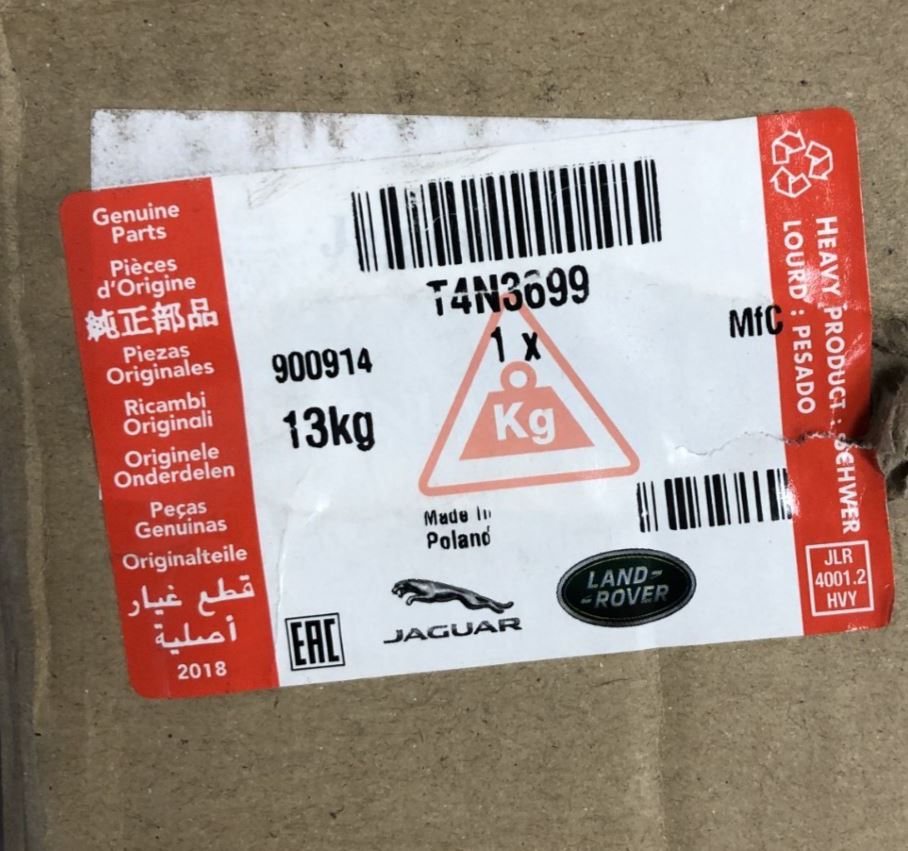 Genuine
Parts
Pièces
d'Origine
純正部品
Piezas
Originales
Ricambi
Originali
Originele
Onderdelen
Peças
Genuinas
Originalteile
قطع غيار
أصلية
2018
T4N3699
1 x
MfC
900914
13kg
Kg
Made In
Poland
EAC
JAGUAR
LAND-
-ROVER
HEAVY PRODUCT : SCHWER
LOURD : PESADO
JLR
4001.2
HVY